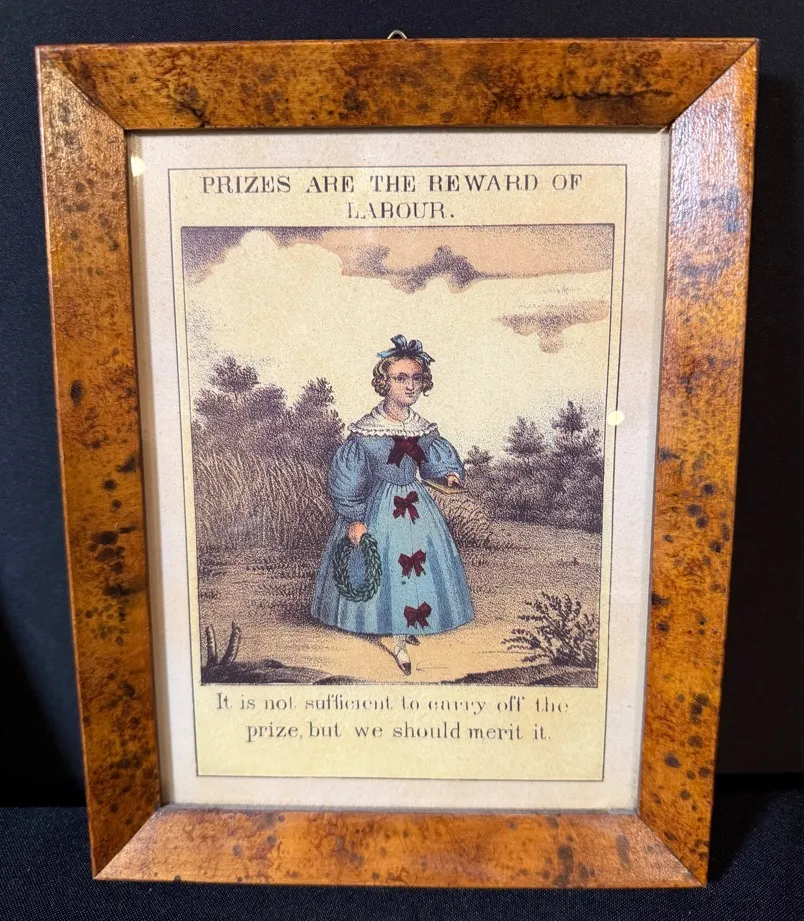 PRIZES ARE THE REWARD OF
LABOUR.
It is not sufficient to carry off the
prize, but we should merit it.